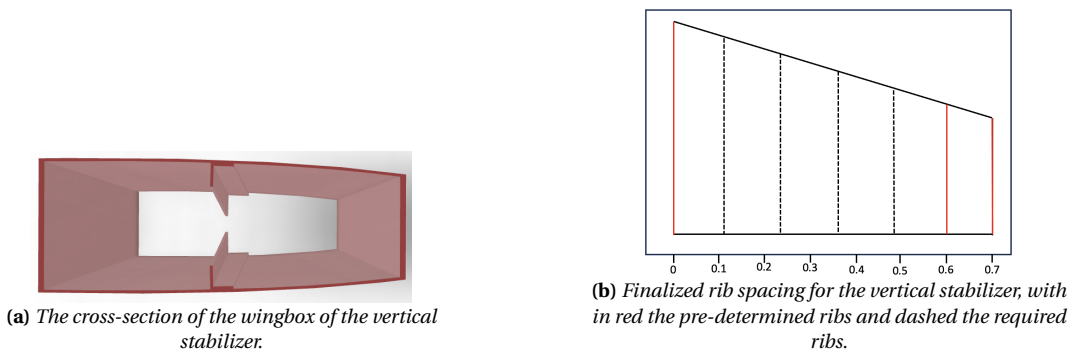 (a) The cross-section of the wingbox of the vertical
stabilizer.
0 0.1 0.2 0.3 0.4 0.5 0.6 0.7
(b) Finalized rib spacing for the vertical stabilizer, with
in red the pre-determined ribs and dashed the required
ribs.